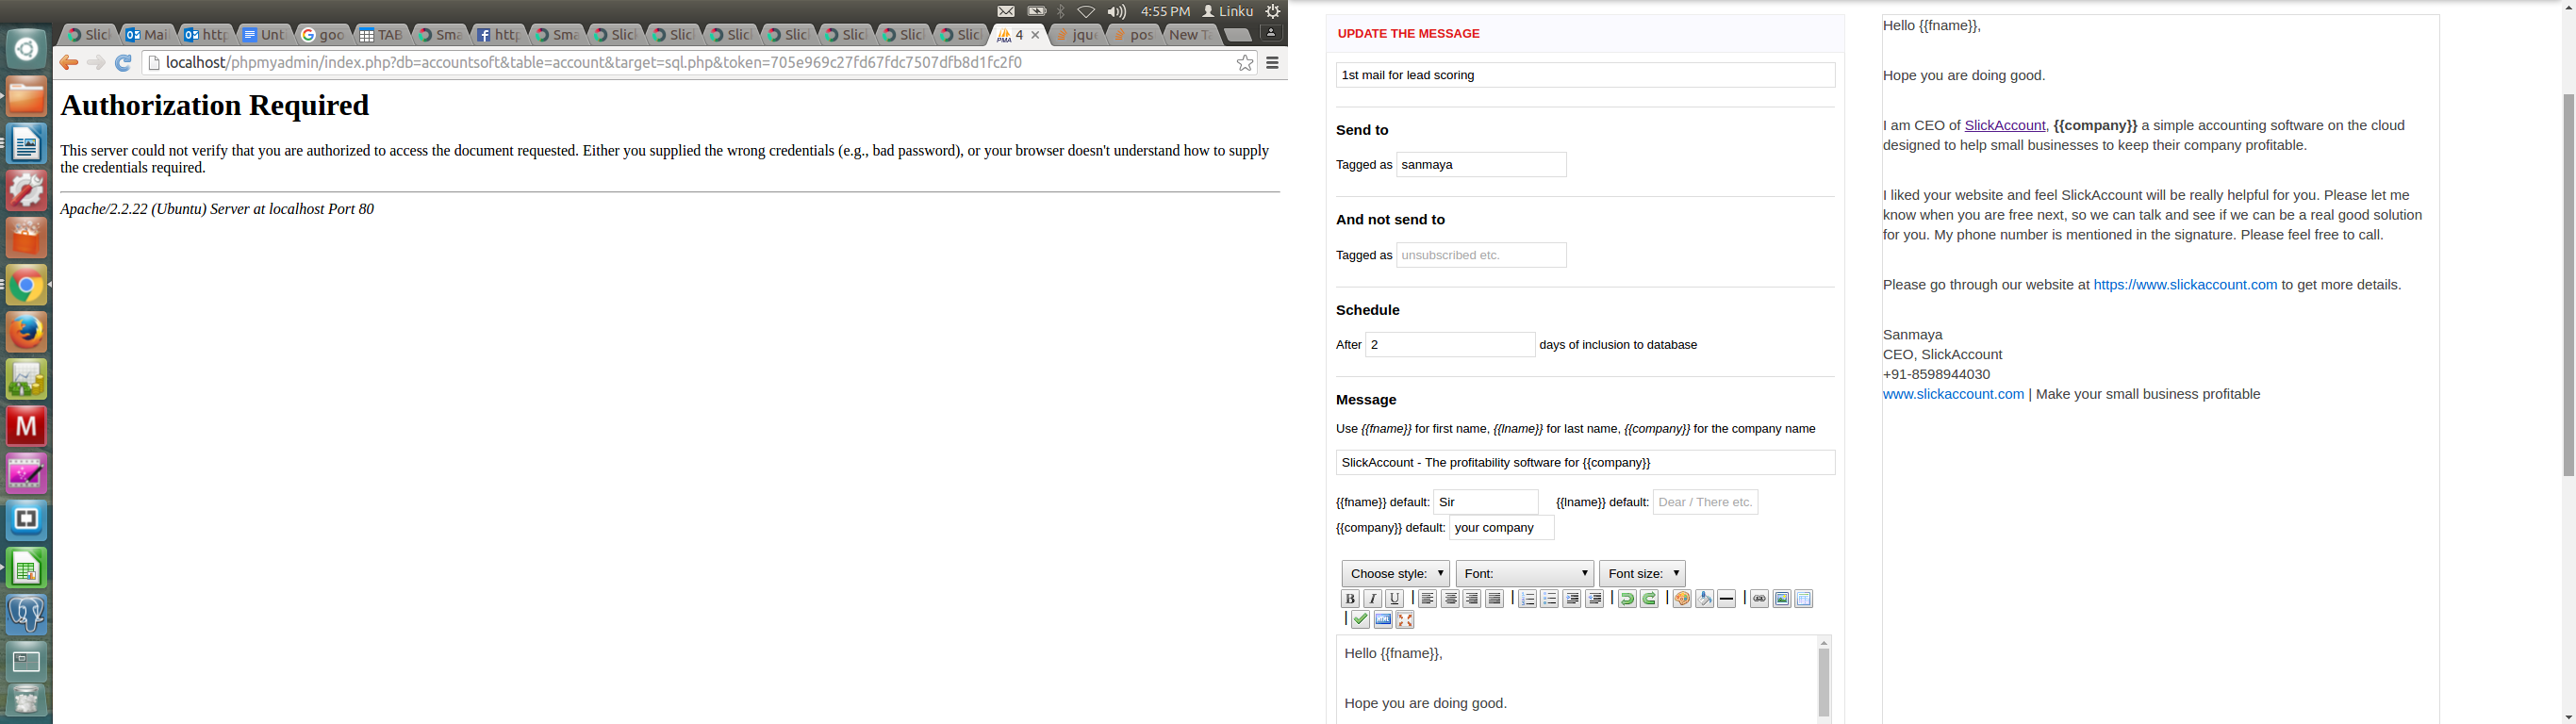 4:55 PM Linku
Slic Mai http Unti goo TAB Sma http Sma Slick Slic Slic Slic Slic Slic Slic 4 × jque pos New T
localhost/phpmyadmin/index.php?db=accountsoft&table=account&target=sql.php&token=705e969c27fd67fdc7507dfb8d1fc2f0
Authorization Required
This server could not verify that you are authorized to access the document requested. Either you supplied the wrong credentials (e.g., bad password), or your browser doesn't understand how to supply
the credentials required.
Apache/2.2.22 (Ubuntu) Server at localhost Port 80
UPDATE THE MESSAGE
1st mail for lead scoring
Send to
Tagged as sanmaya
And not send to
Tagged as unsubscribed etc.
Schedule
After 2 days of inclusion to database
Message
Use {{fname}} for first name, {{lname}} for last name, {{company}} for the company name
SlickAccount - The profitability software for {{company}}
{{fname}} default: Sir {{lname}} default: Dear / There etc.
{{company}} default: your company
Choose style: Font: Font size:
B I U
HTML
Hello {{fname}},
Hope you are doing good.
Hello {{fname}},
Hope you are doing good.
I am CEO of SlickAccount, {{company}} a simple accounting software on the cloud
designed to help small businesses to keep their company profitable.
I liked your website and feel SlickAccount will be really helpful for you. Please let me
know when you are free next, so we can talk and see if we can be a real good solution
for you. My phone number is mentioned in the signature. Please feel free to call.
Please go through our website at https://www.slickaccount.com to get more details.
Sanmaya
CEO, SlickAccount
+91-8598944030
www.slickaccount.com | Make your small business profitable